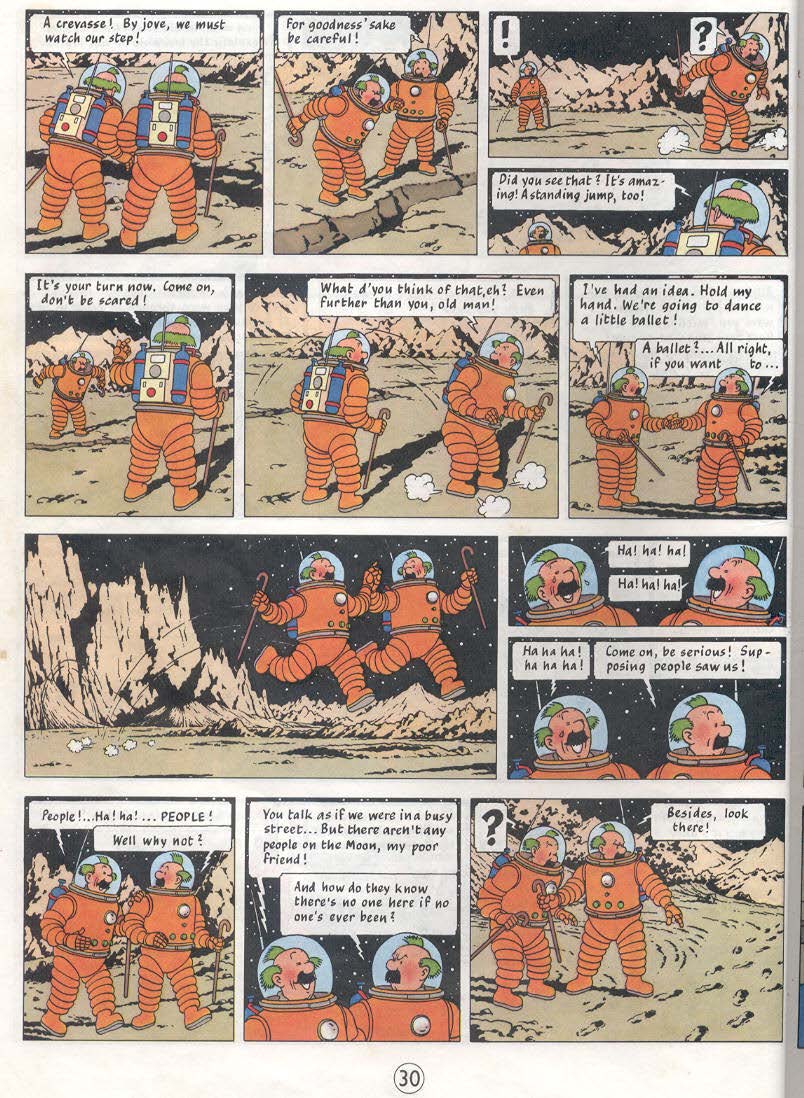 A crevasse! By jove, we must
watch our step!
For goodness' sake
be careful!
!
?
Did you see that? It's amaz-
ing! A standing jump, too!
It's your turn now. Come on,
don't be scared!
What d'you think of that, eh? Even
further than you, old man!
I've had an idea. Hold my
hand. We're going to dance
a little ballet!
A ballet?... All right,
if you want to...
Ha! ha! ha!
Ha! ha! ha!
Ha ha ha!
ha ha ha!
Come on, be serious! Sup-
posing people saw us!
People!...Ha! ha! ... PEOPLE!
Well why not?
You talk as if we were in a busy
street... But there aren't any
people on the Moon, my poor
friend!
And how do they know
there's no one here if no
one's ever been?
?
Besides, look
there!
30